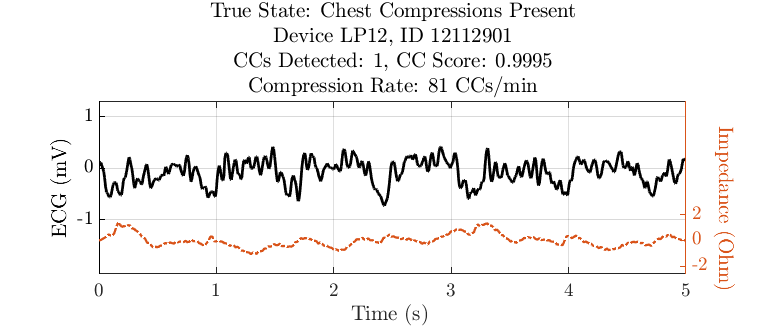 True State: Chest Compressions Present
Device LP12, ID 12112901
CCs Detected: 1, CC Score: 0.9995
Compression Rate: 81 CCs/min
1
0
-1
ECG (mV)
2
0
-2
Impedance (Ohm)
0 1 2 3 4 5
Time (s)